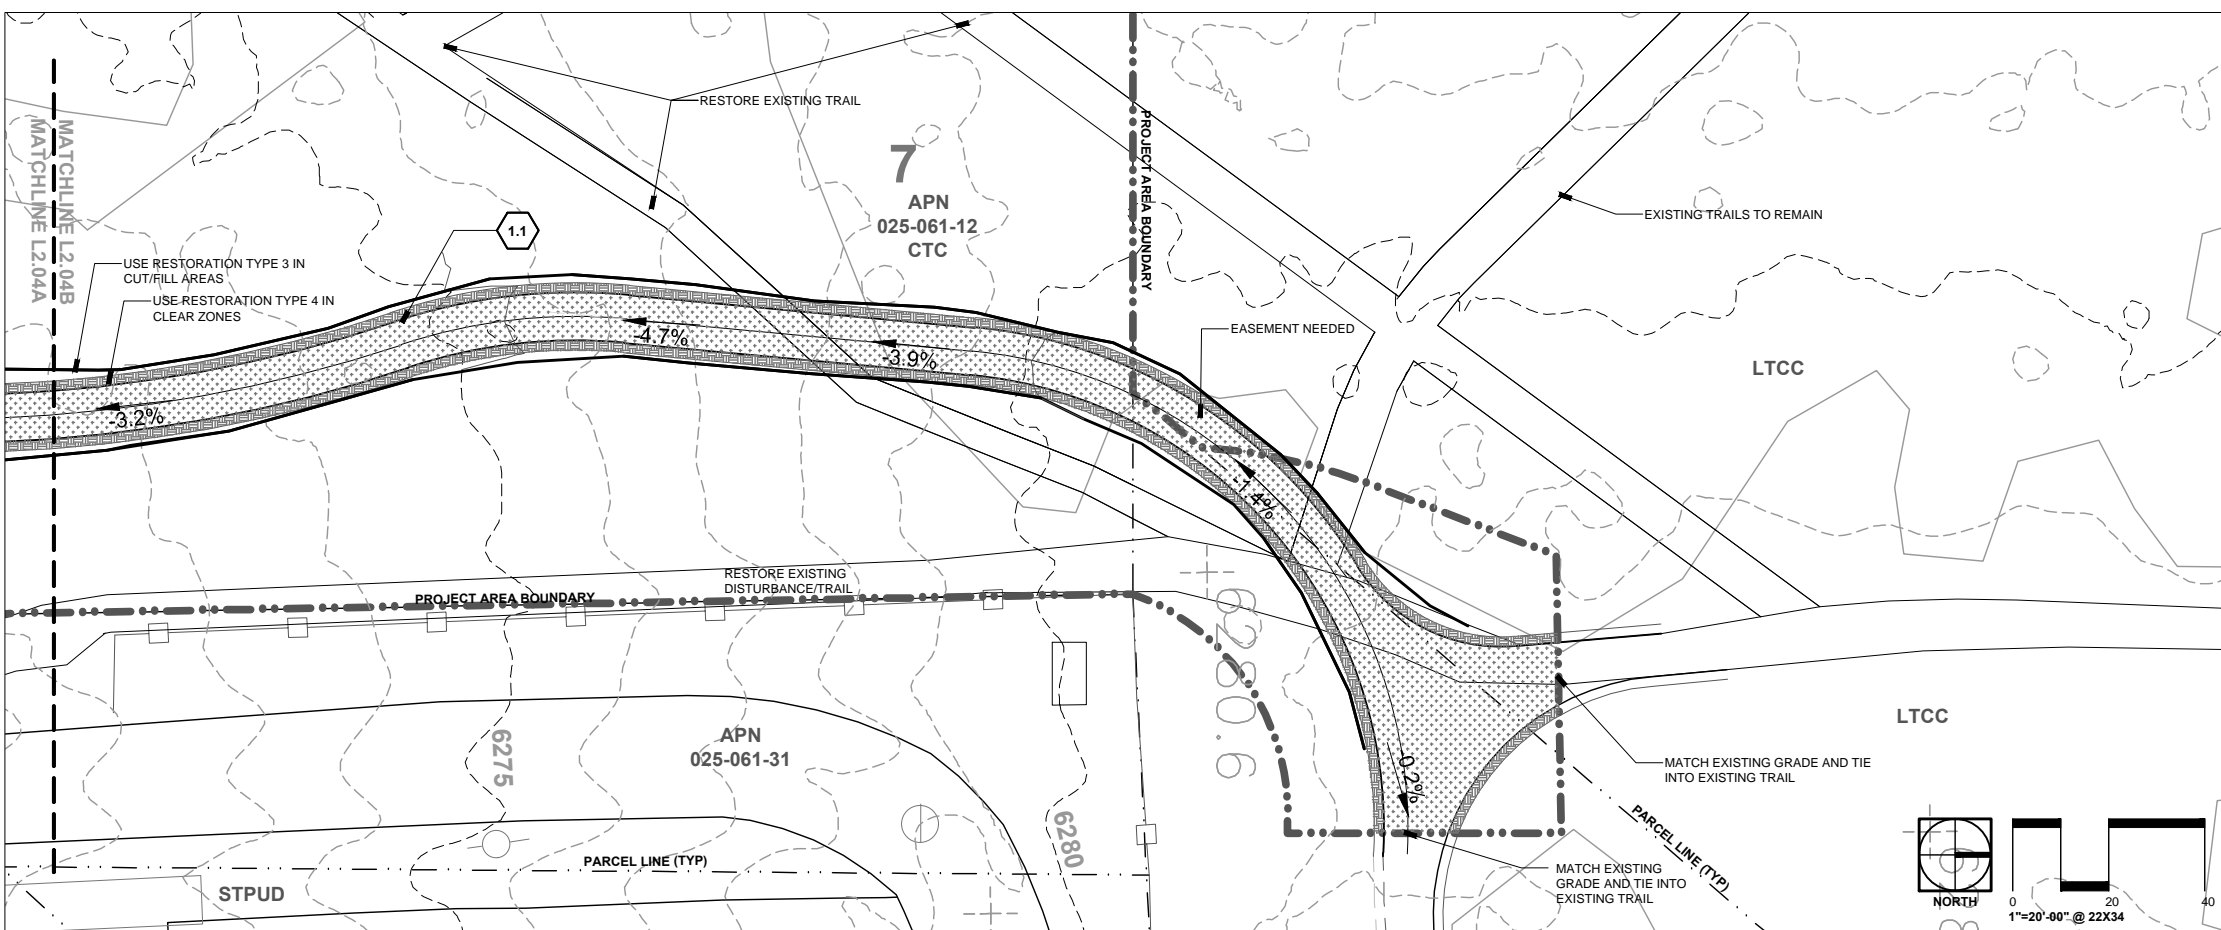 MATCHLINE L2.04A
MATCHLINE L2.04B
RESTORE EXISTING TRAIL
7
APN
025-061-12
CTC
PROJECT AREA BOUNDARY
EXISTING TRAILS TO REMAIN
1.1
USE RESTORATION TYPE 3 IN
CUT/FILL AREAS
USE RESTORATION TYPE 4 IN
CLEAR ZONES
EASEMENT NEEDED
-4.7%
-3.9%
-3.2%
LTCC
-1.4%
RESTORE EXISTING
DISTURBANCE/TRAIL
PROJECT AREA BOUNDARY
6280.6
6275
APN
025-061-31
LTCC
-0.2%
MATCH EXISTING GRADE AND TIE
INTO EXISTING TRAIL
6280
PARCEL LINE (TYP)
PARCEL LINE (TYP)
STPUD
MATCH EXISTING
GRADE AND TIE INTO
EXISTING TRAIL
NORTH
0 20 40
1"=20'-00" @ 22X34